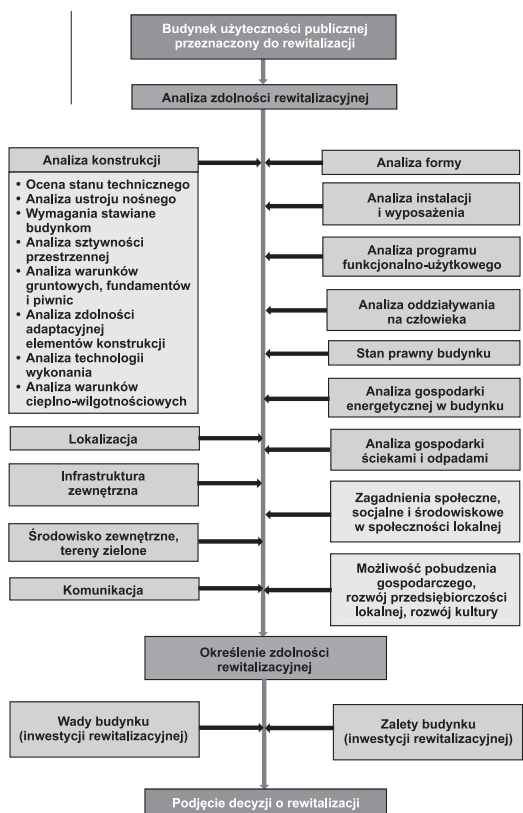 Budynek użyteczności publicznej
przeznaczony do rewitalizacji
Analiza zdolności rewitalizacyjnej
Analiza konstrukcji
• Ocena stanu technicznego
• Analiza ustroju nośnego
• Wymagania stawiane
budynkom
• Analiza sztywności
przestrzennej
• Analiza warunków
gruntowych, fundamentów
i piwnic
• Analiza zdolności
adaptacyjnej
elementów konstrukcji
• Analiza technologii
wykonania
• Analiza warunków
cieplno-wilgotnościowych
Lokalizacja
Infrastruktura
zewnętrzna
Środowisko zewnętrzne,
tereny zielone
Komunikacja
Analiza formy
Analiza instalacji
i wyposażenia
Analiza programu
funkcjonalno-użytkowego
Analiza oddziaływania
na człowieka
Stan prawny budynku
Analiza gospodarki
energetycznej w budynku
Analiza gospodarki
ściekami i odpadami
Zagadnienia społeczne,
socjalne i środowiskowe
w społeczności lokalnej
Możliwość pobudzenia
gospodarczego,
rozwój przedsiębiorczości
lokalnej, rozwój kultury
Określenie zdolności
rewitalizacyjnej
Wady budynku
(inwestycji rewitalizacyjnej)
Zalety budynku
(inwestycji rewitalizacyjnej)
Podjęcie decyzji o rewitalizacji